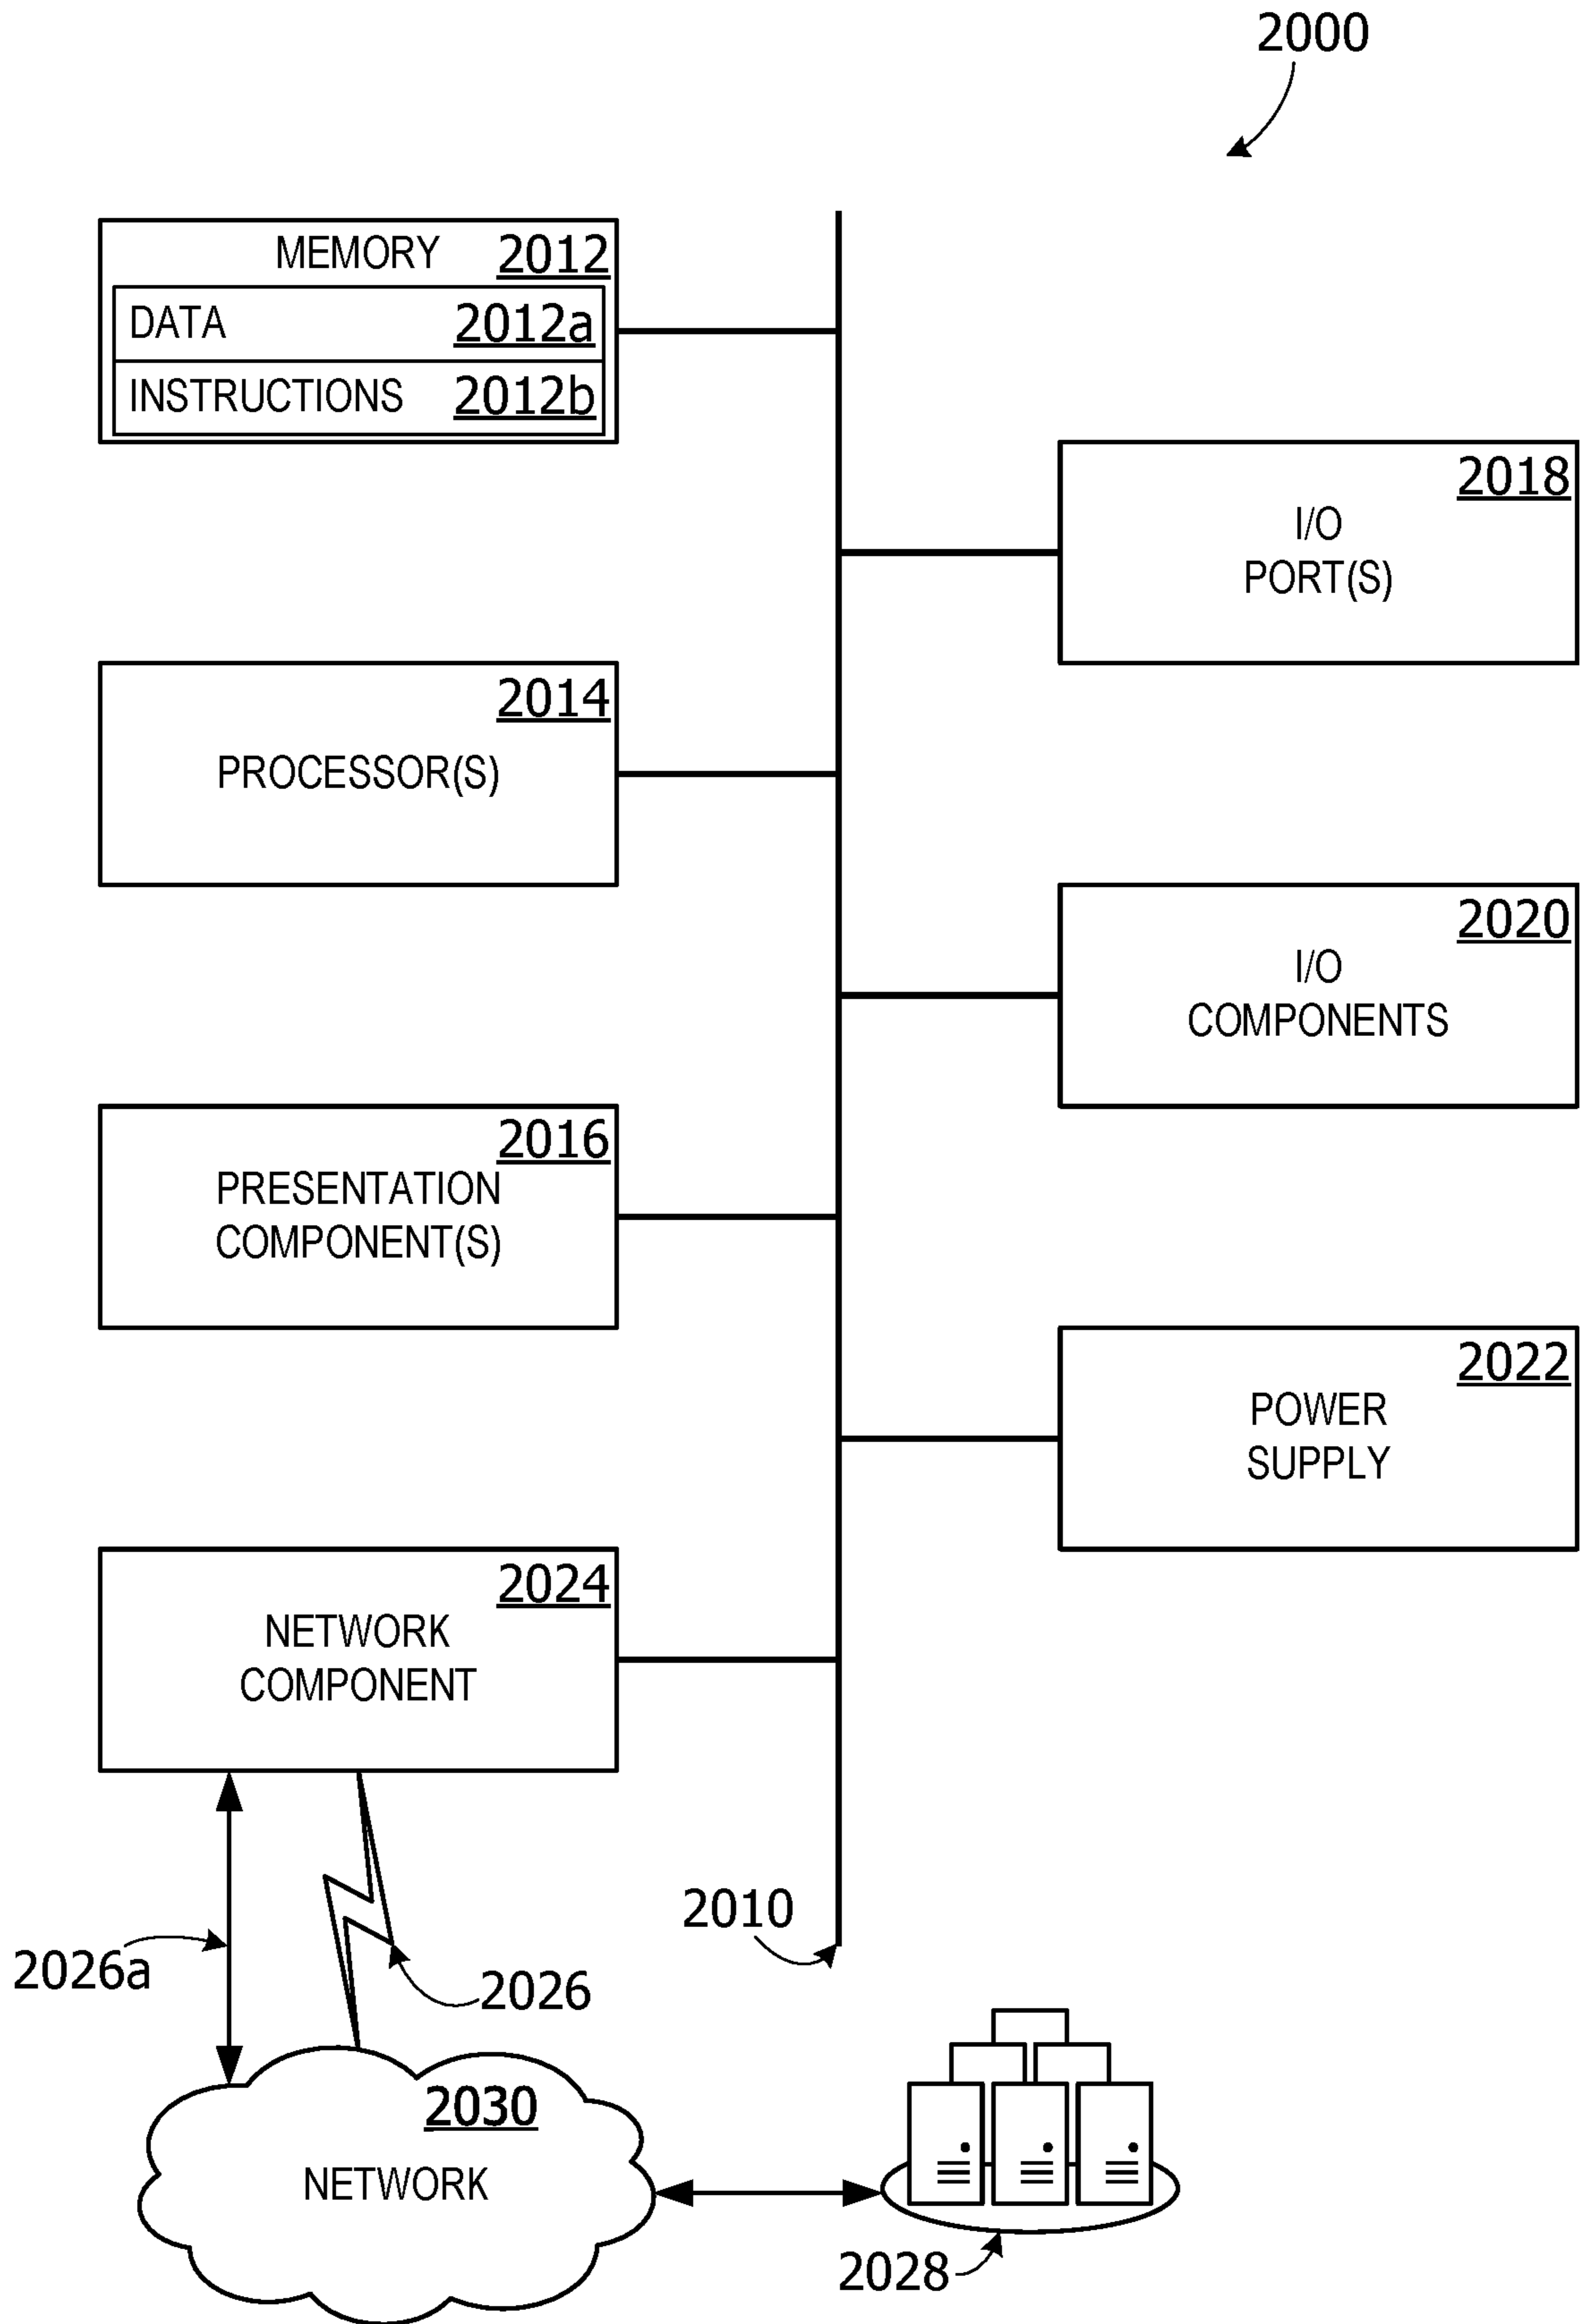 2000
MEMORY 2012
DATA 2012a
INSTRUCTIONS 2012b
2018
I/O
PORT(S)
2014
PROCESSOR(S)
2020
I/O
COMPONENTS
2016
PRESENTATION
COMPONENT(S)
2022
POWER
SUPPLY
2024
NETWORK
COMPONENT
2010
2026a
2026
2030
NETWORK
2028